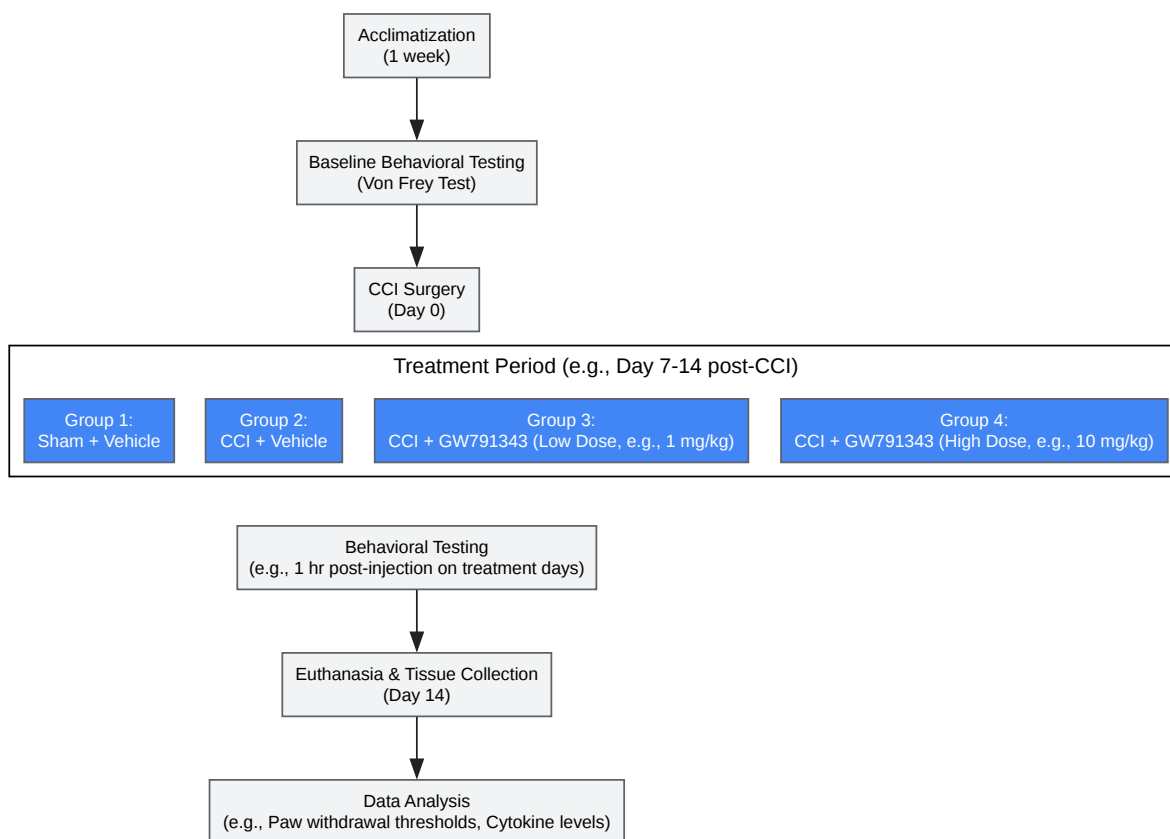 Acclimatization
(1 week)
Baseline Behavioral Testing
(Von Frey Test)
CCI Surgery
(Day 0)
Treatment Period (e.g., Day 7-14 post-CCI)
Group 1:
Sham + Vehicle
Group 2:
CCI + Vehicle
Group 3:
CCI + GW791343 (Low Dose, e.g., 1 mg/kg)
Group 4:
CCI + GW791343 (High Dose, e.g., 10 mg/kg)
Behavioral Testing
(e.g., 1 hr post-injection on treatment days)
Euthanasia & Tissue Collection
(Day 14)
Data Analysis
(e.g., Paw withdrawal thresholds, Cytokine levels)